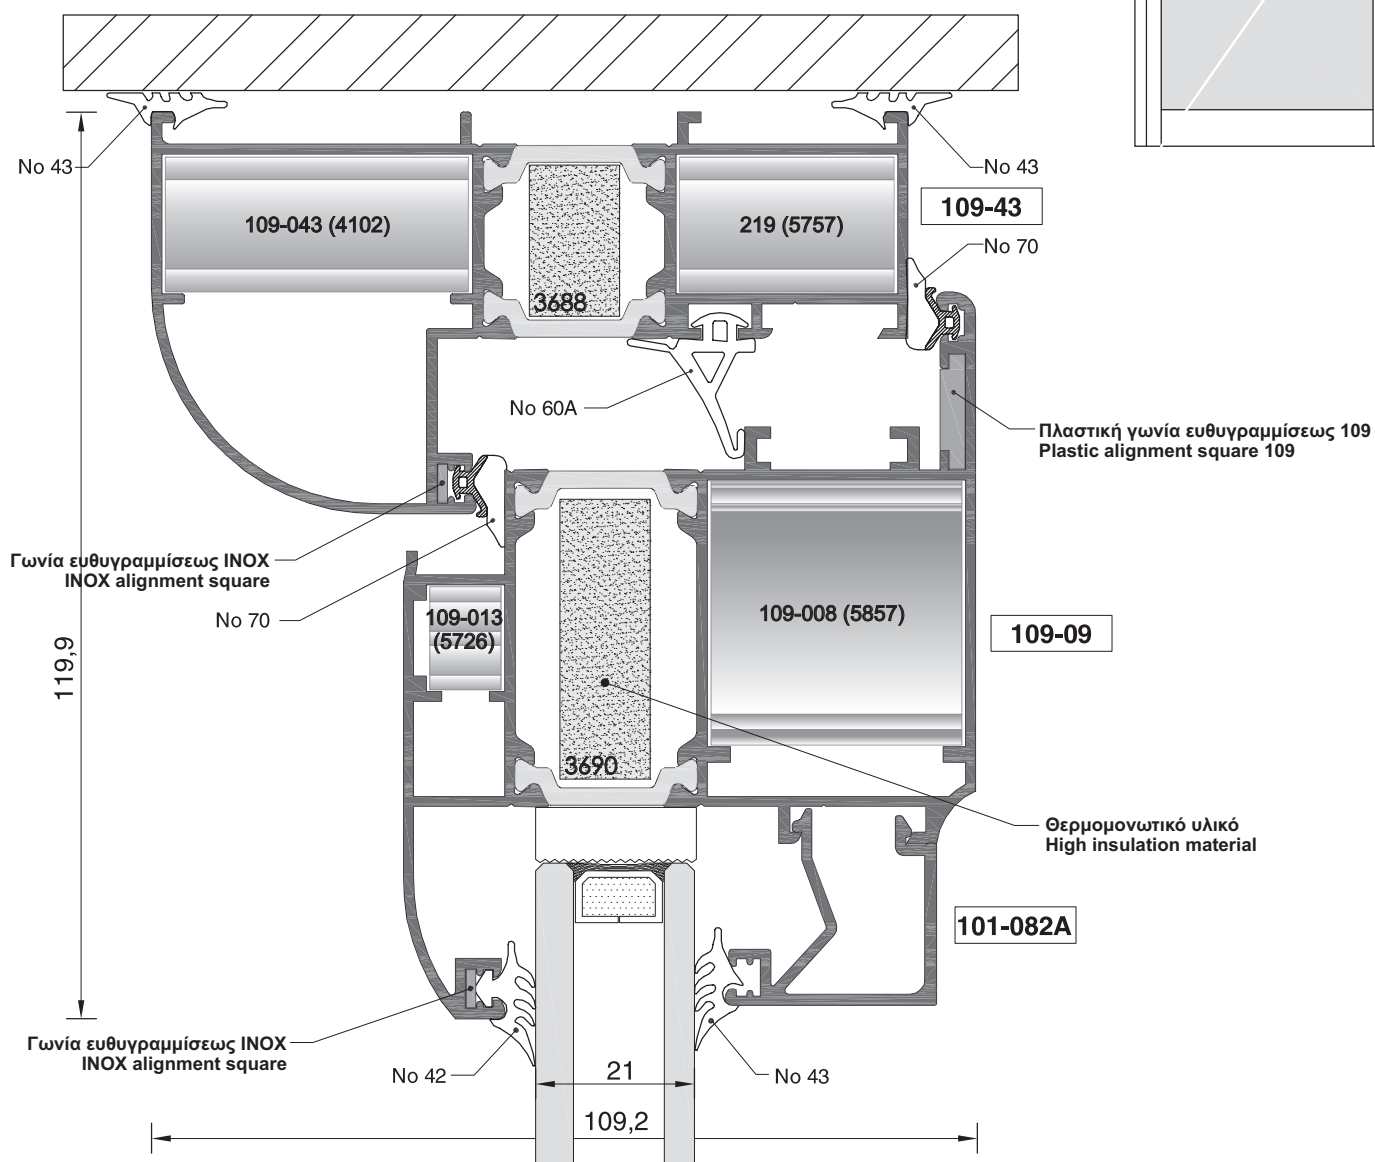 No 43
No 43
109-43
109-043 (4102)
219 (5757)
No 70
3688
No 60A
Πλαστική γωνία ευθυγραμμίσεως 109
Plastic alignment square 109
Γωνία ευθυγραμμίσεως INOX
INOX alignment square
No 70
109-013
(5726)
109-008 (5857)
109-09
119,9
3690
Θερμομονωτικό υλικό
High insulation material
101-082A
Γωνία ευθυγραμμίσεως INOX
INOX alignment square
No 42
21
No 43
109,2